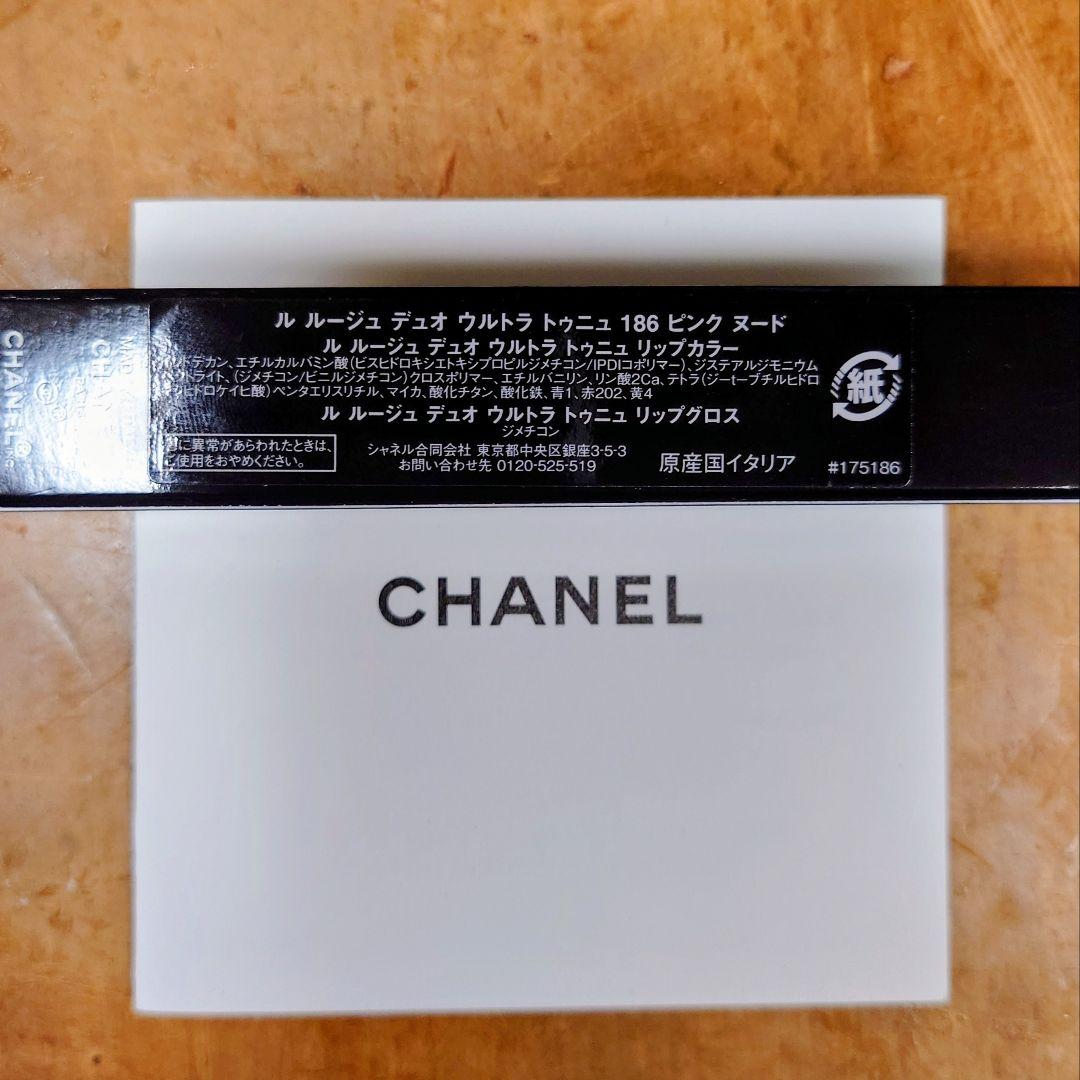 ル ルージュ デュオ ウルトラ トゥニュ 186 ピンク ヌード
ル ルージュ デュオ ウルトラ トゥニュ リップカラー
ドデカン、エチルカルバミン酸(ビスヒドロキシエトキシプロピルジメチコン/IPDIコポリマー)、ジステアルジモニウム
ライト、(ジメチコン/ビニルジメチコン)クロスポリマー、エチルバニリン、リン酸2Ca、テトラ(ジーt-ブチルヒドロ
ヒドロケイヒ酸)ペンタエリスリチル、マイカ、酸化チタン、酸化鉄、青1、赤202、黄4
ル ルージュ デュオ ウルトラ トゥニュ リップグロス
ジメチコン
に異常があらわれたときは、
使用をおやめください。
シャネル合同会社 東京都中央区銀座3-5-3
お問い合わせ先 0120-525-519
原産国イタリア
#175186
紙
CHANEL®
CHANEL